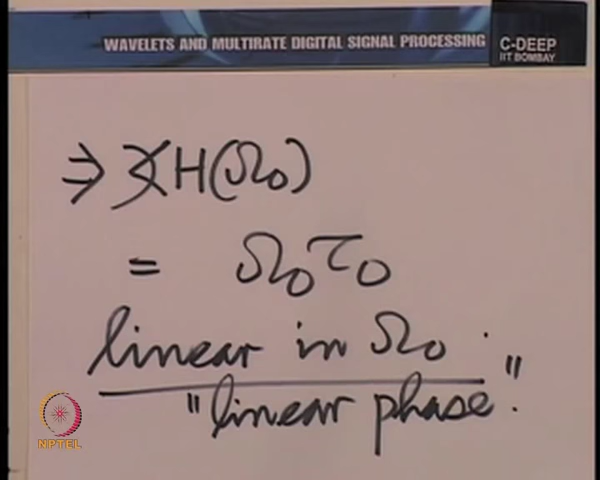 WAVELETS AND MULTIRATE DIGITAL SIGNAL PROCESSING
C-DEEP
IIT BOMBAY
⇒ ∡H(Ω₀)
= Ω₀τ₀
linear in Ω₀.
"linear phase."
NPTEL